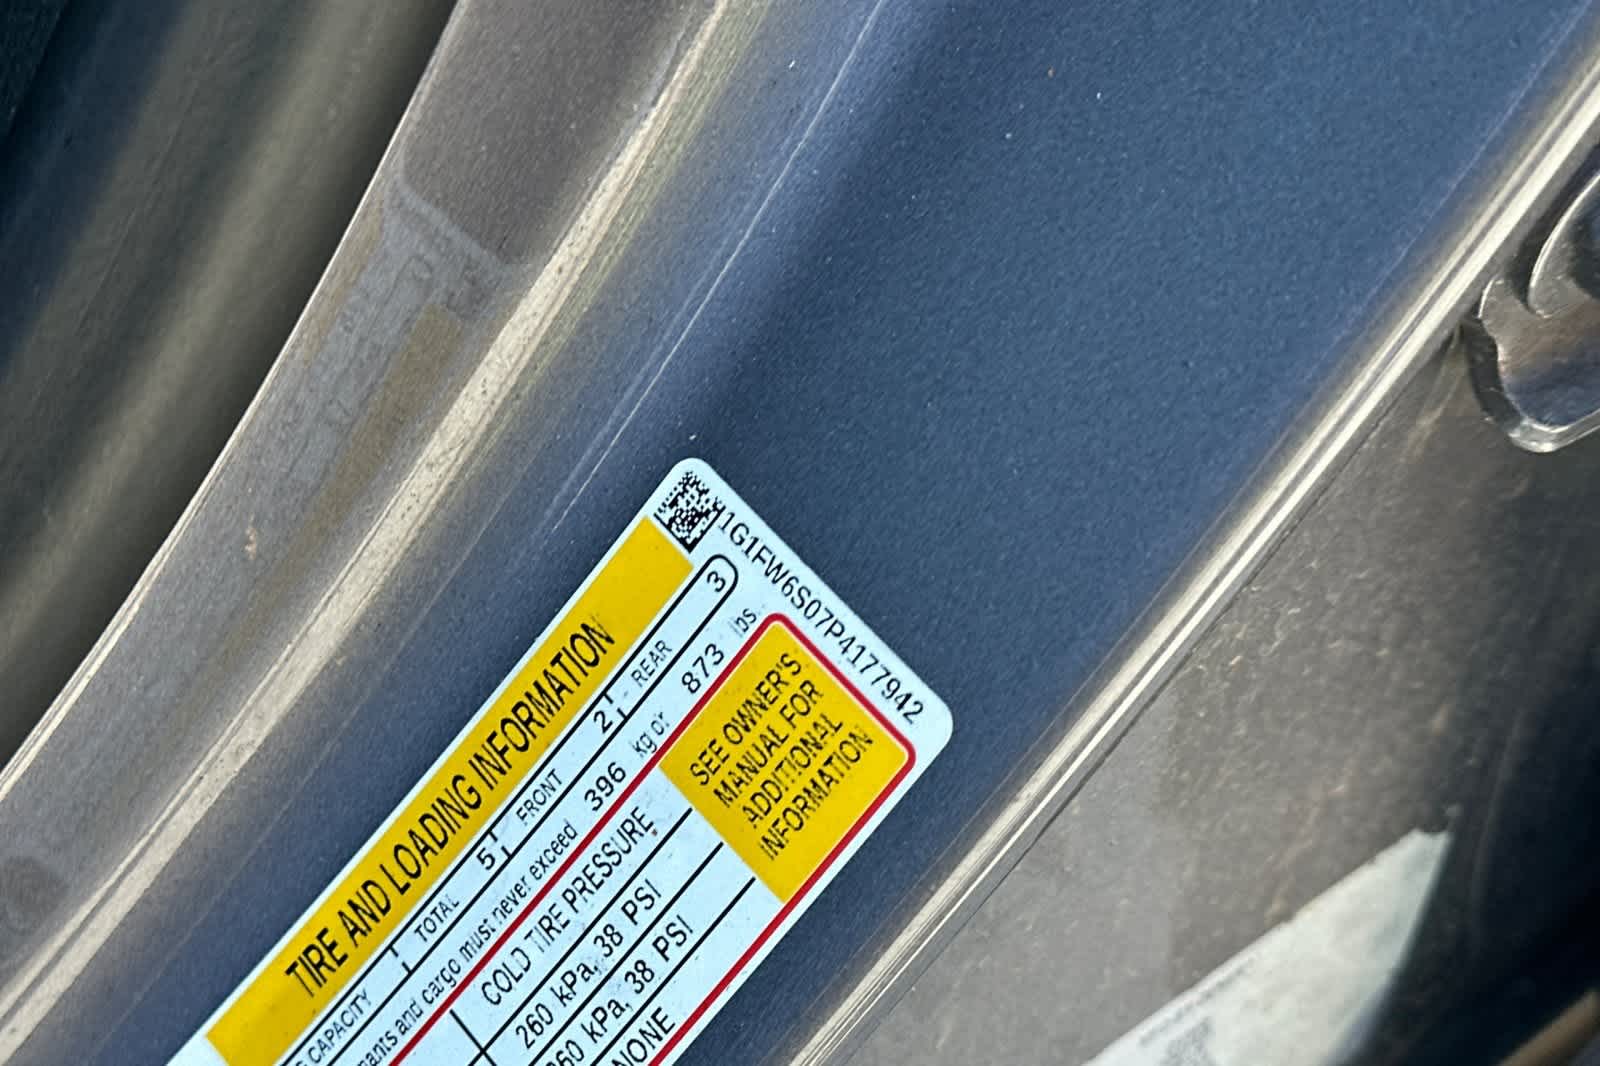 1G1FW6S07P4177942
TIRE AND LOADING INFORMATION
CAPACITY TOTAL 5 FRONT 2 REAR 3
and cargo must never exceed 396 kg or 873 lbs.
COLD TIRE PRESSURE
260 kPa, 38 PSI
kPa, 38 PSI
NONE
SEE OWNER'S
MANUAL FOR
ADDITIONAL
INFORMATION